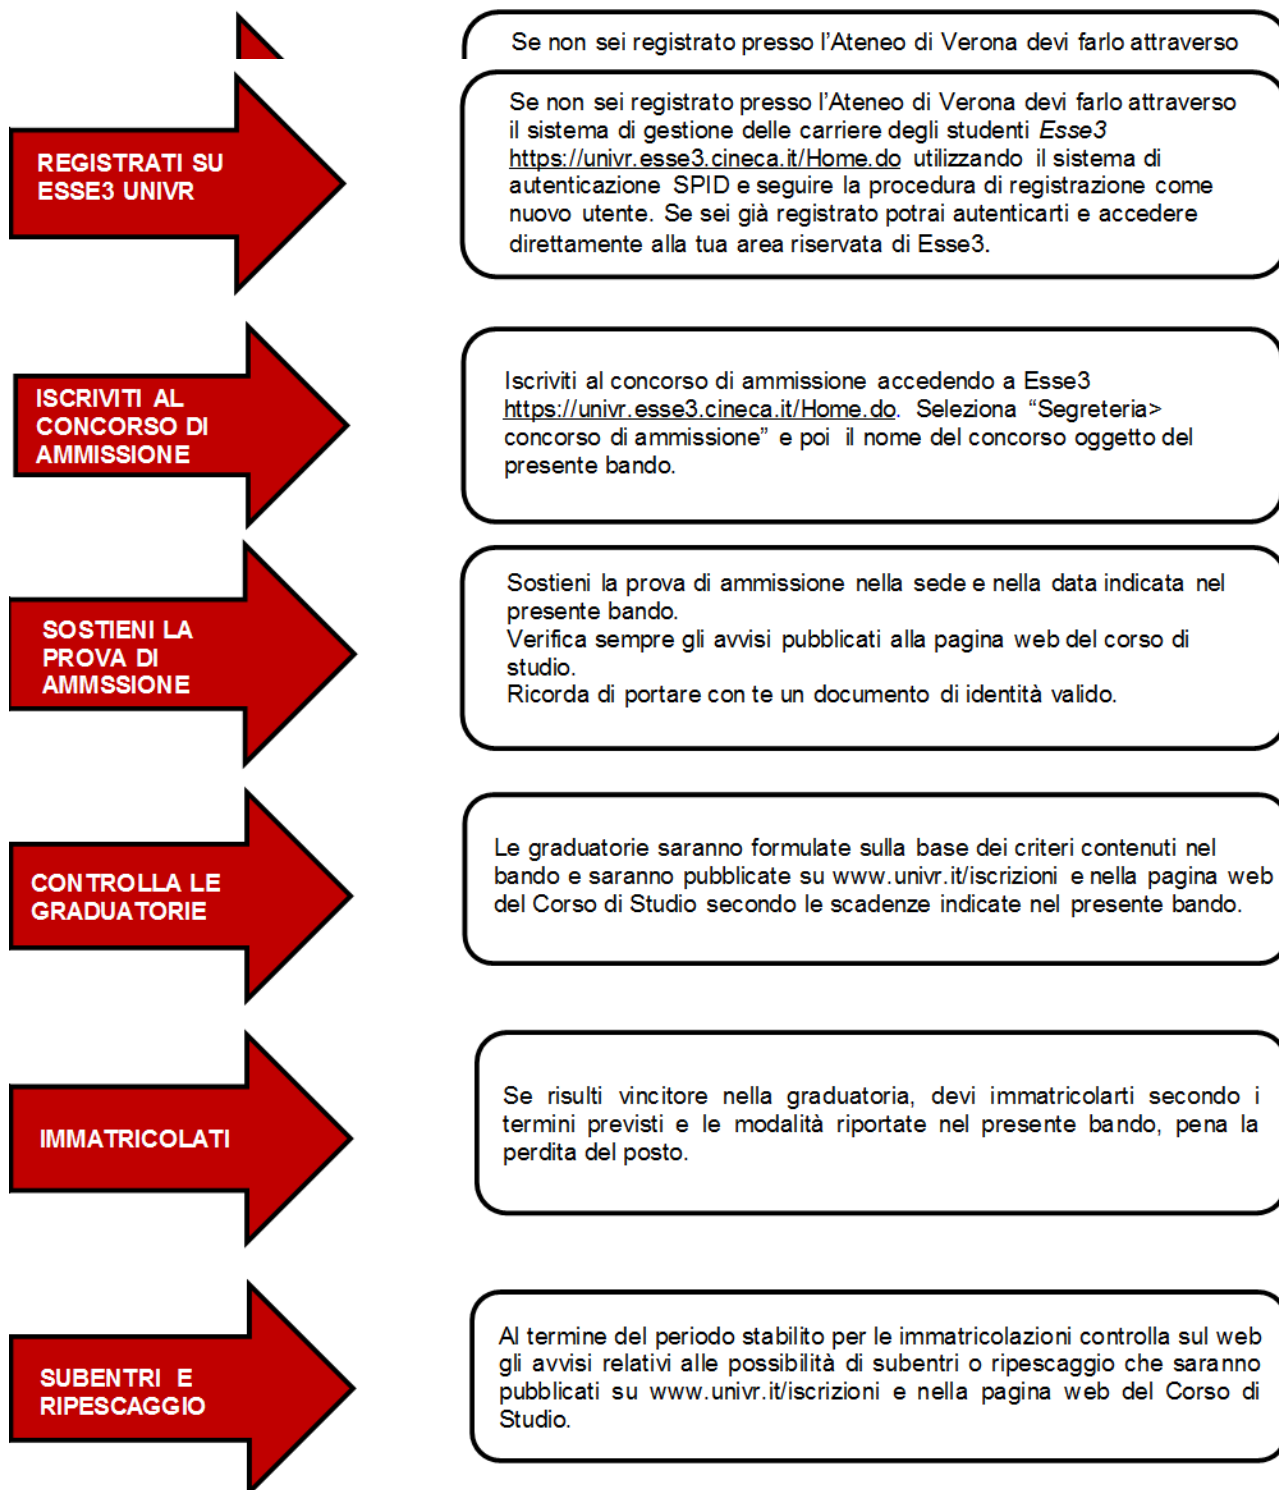 Se non sei registrato presso l'Ateneo di Verona devi farlo attraverso
REGISTRATI SU
ESSE3 UNIVR
Se non sei registrato presso l'Ateneo di Verona devi farlo attraverso
il sistema di gestione delle carriere degli studenti Esse3
https://univr.esse3.cineca.it/Home.do utilizzando il sistema di
autenticazione SPID e seguire la procedura di registrazione come
nuovo utente. Se sei già registrato potrai autenticarti e accedere
direttamente alla tua area riservata di Esse3.
ISCRIVITI AL
CONCORSO DI
AMMISSIONE
Iscriviti al concorso di ammissione accedendo a Esse3
https://univr.esse3.cineca.it/Home.do. Seleziona “Segreteria>
concorso di ammissione” e poi il nome del concorso oggetto del
presente bando.
SOSTIENI LA
PROVA DI
AMMSSIONE
Sostieni la prova di ammissione nella sede e nella data indicata nel
presente bando.
Verifica sempre gli avvisi pubblicati alla pagina web del corso di
studio.
Ricorda di portare con te un documento di identità valido.
CONTROLLA LE
GRADUATORIE
Le graduatorie saranno formulate sulla base dei criteri contenuti nel
bando e saranno pubblicate su www.univr.it/iscrizioni e nella pagina web
del Corso di Studio secondo le scadenze indicate nel presente bando.
IMMATRICOLATI
Se risulti vincitore nella graduatoria, devi immatricolarti secondo i
termini previsti e le modalità riportate nel presente bando, pena la
perdita del posto.
SUBENTRI E
RIPESCAGGIO
Al termine del periodo stabilito per le immatricolazioni controlla sul web
gli avvisi relativi alle possibilità di subentri o ripescaggio che saranno
pubblicati su www.univr.it/iscrizioni e nella pagina web del Corso di
Studio.